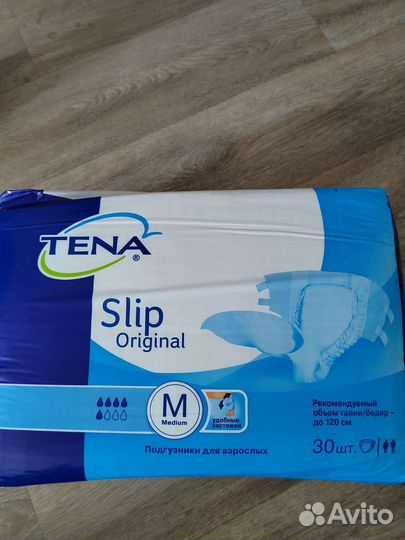 TENA®
Slip
Original
M
Medium
удобные
застежки
Рекомендуемый
объем талии/бедер –
до 120 см
Подгузники для взрослых
30 шт.
Avito